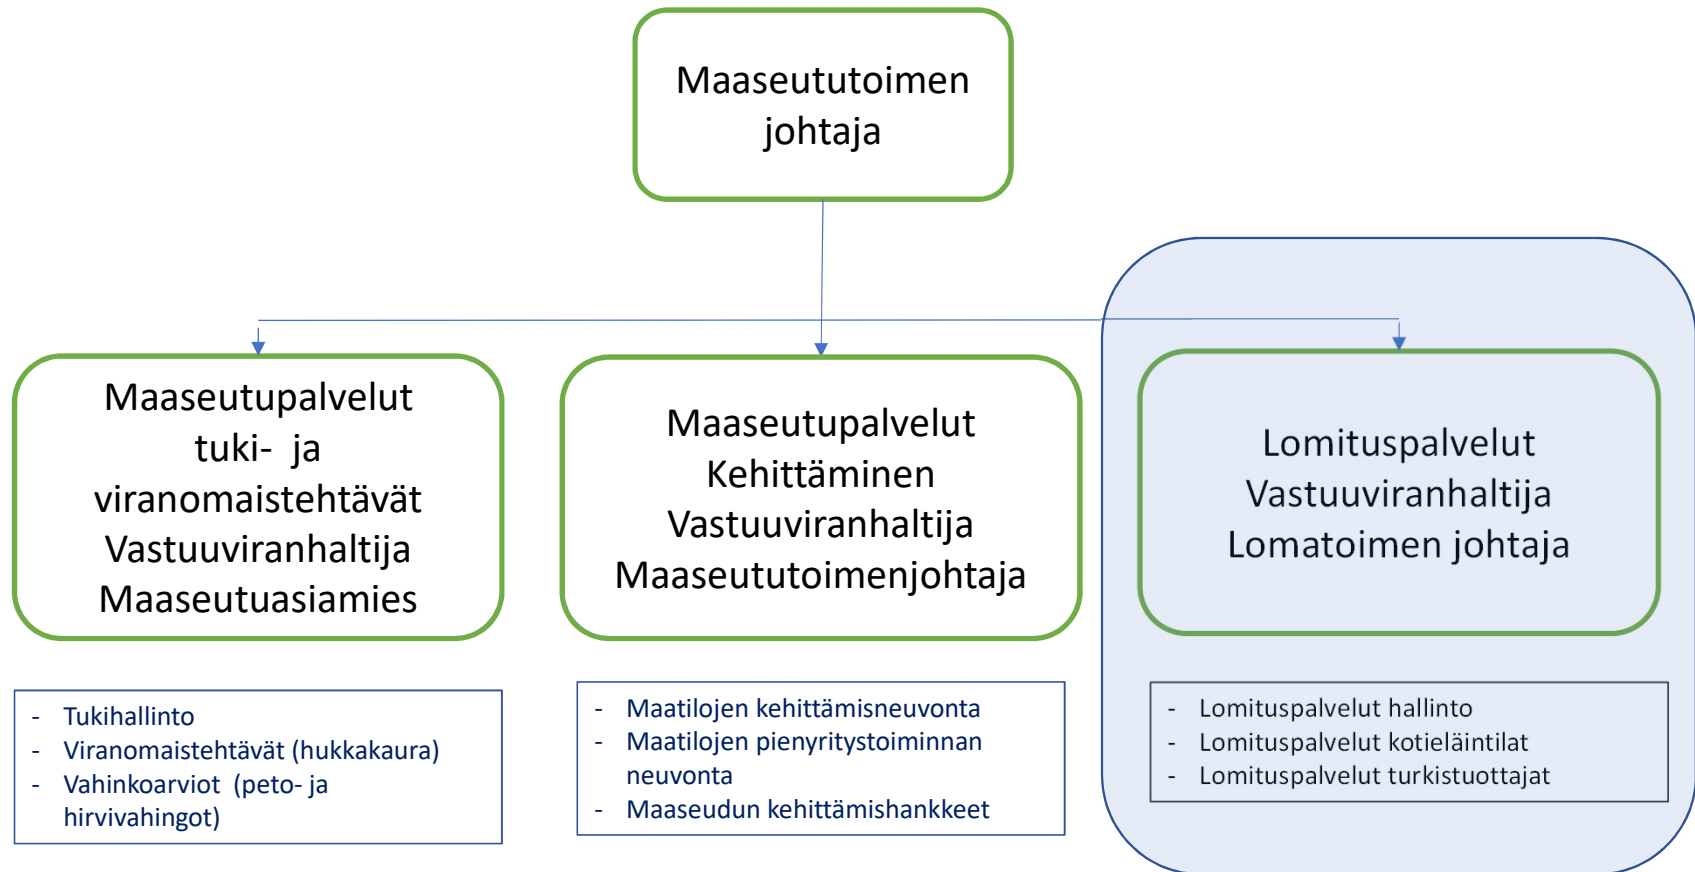 Maaseututoimen
johtaja
Maaseutupalvelut
tuki- ja
viranomaistehtävät
Vastuuviranhaltija
Maaseutuasiamies
Maaseutupalvelut
Kehittäminen
Vastuuviranhaltija
Maaseututoimenjohtaja
Lomituspalvelut
Vastuuviranhaltija
Lomatoimen johtaja
- Tukihallinto
- Viranomaistehtävät (hukkakaura)
- Vahinkoarviot (peto- ja
hirvivahingot)
- Maatilojen kehittämisneuvonta
- Maatilojen pienyritystoiminnan
neuvonta
- Maaseudun kehittämishankkeet
- Lomituspalvelut hallinto
- Lomituspalvelut kotieläintilat
- Lomituspalvelut turkistuottajat